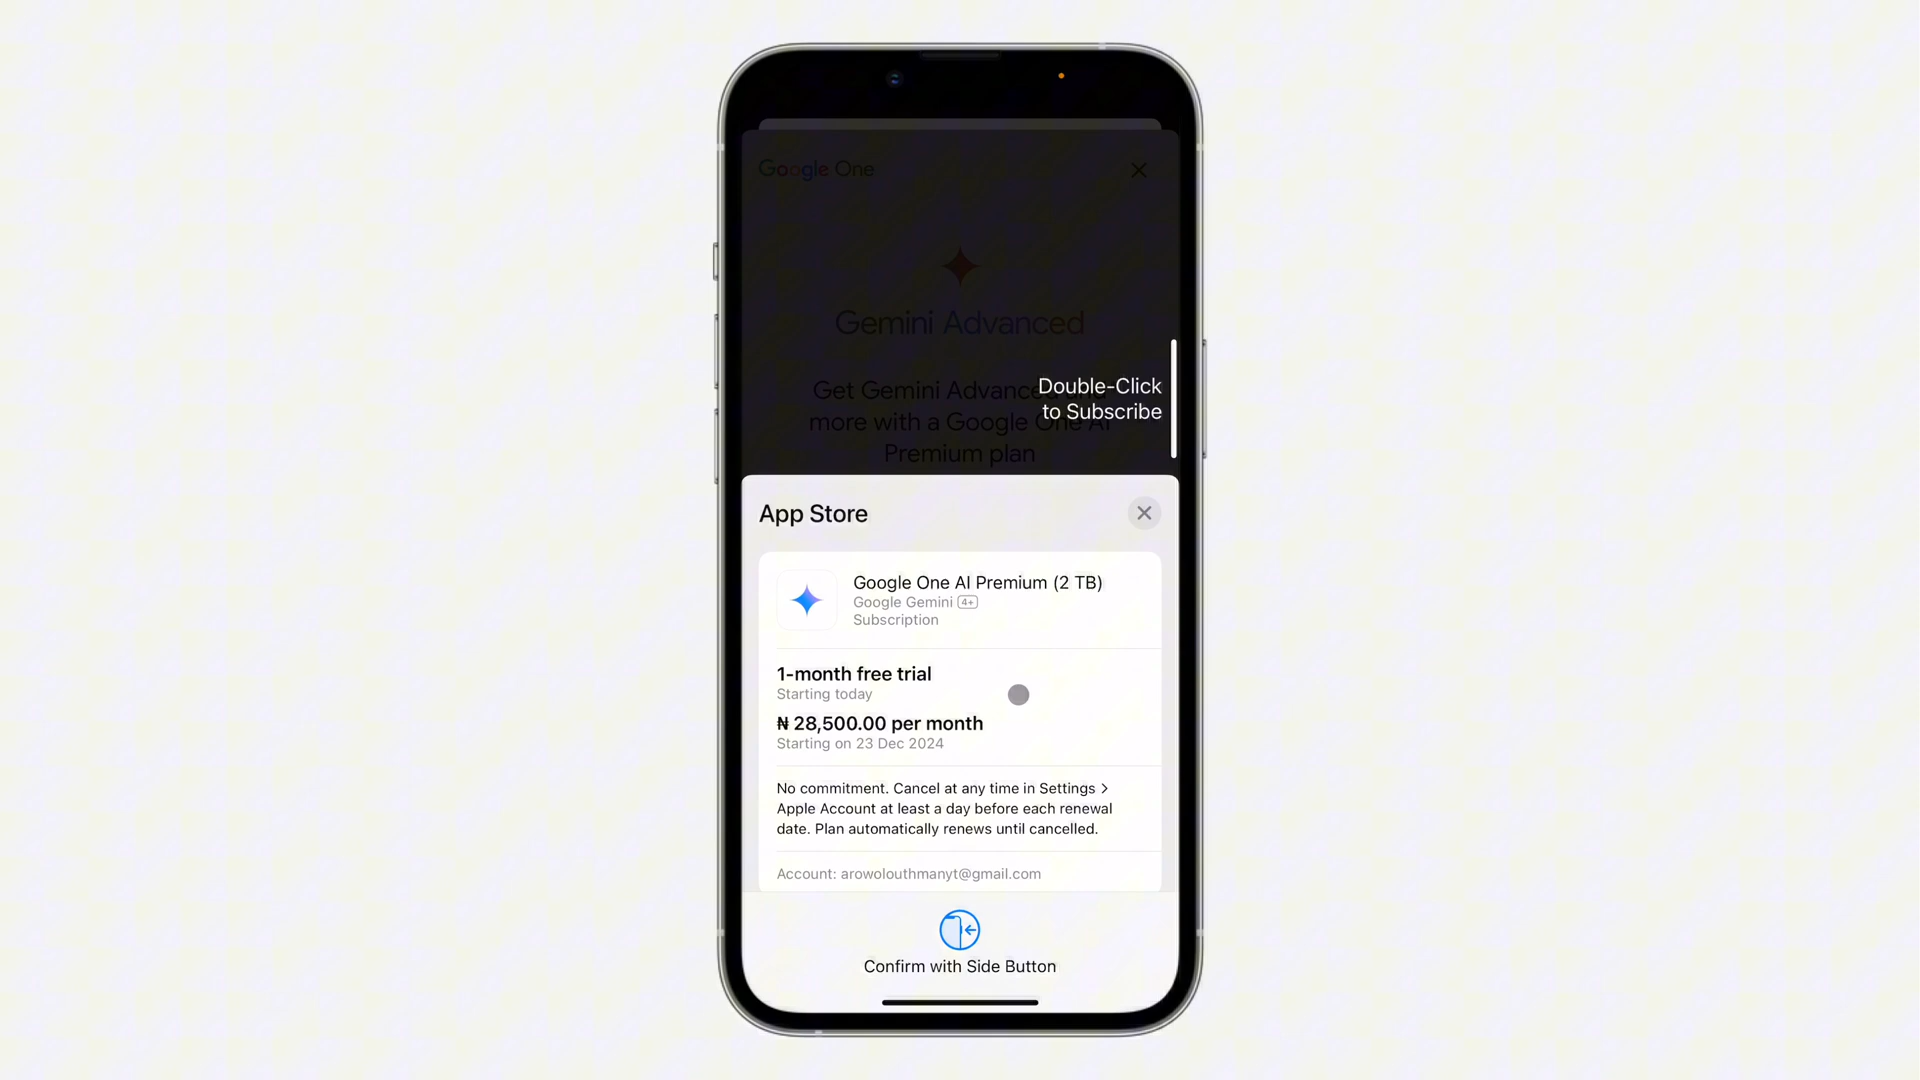 Google One
Gemini Advanced
Get Gemini Advanced and
more with a Google One AI
Premium plan
Double-Click
to Subscribe
App Store
Google One AI Premium (2 TB)
Google Gemini 4+
Subscription
1-month free trial
Starting today
₦ 28,500.00 per month
Starting on 23 Dec 2024
No commitment. Cancel at any time in Settings >
Apple Account at least a day before each renewal
date. Plan automatically renews until cancelled.
Account: arowolouthmanyt@gmail.com
Confirm with Side Button